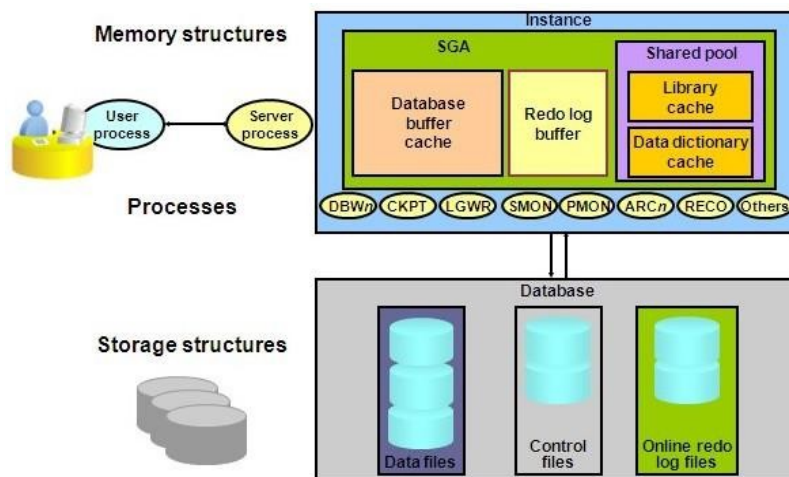 Memory structures
Instance
SGA
Shared pool
Library
cache
Data dictionary
cache
Database
buffer
cache
Redo log
buffer
User
process
Server
process
Processes
DBWn
CKPT
LGWR
SMON
PMON
ARCn
RECO
Others
Database
Storage structures
Data files
Control
files
Online redo
log files